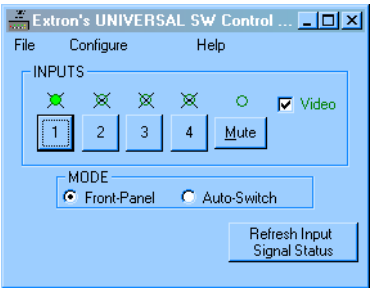 Extron's UNIVERSAL SW Control ...
File Configure Help
INPUTS
Video
1 2 3 4 Mute
MODE
Front-Panel Auto-Switch
Refresh Input
Signal Status